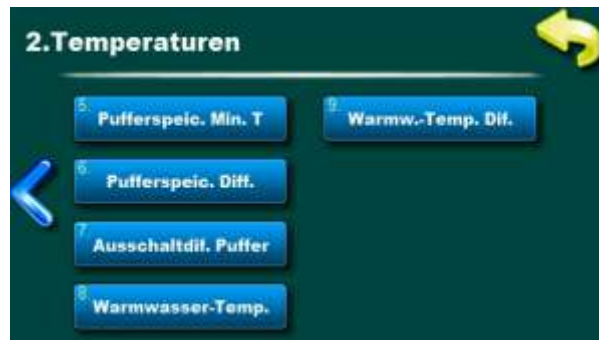 2.Temperaturen
5.
Pufferspeic. Min. T
6.
Pufferspeic. Diff.
7.
Ausschaltdif. Puffer
8.
Warmwasser-Temp.
9.
Warmw.-Temp. Dif.